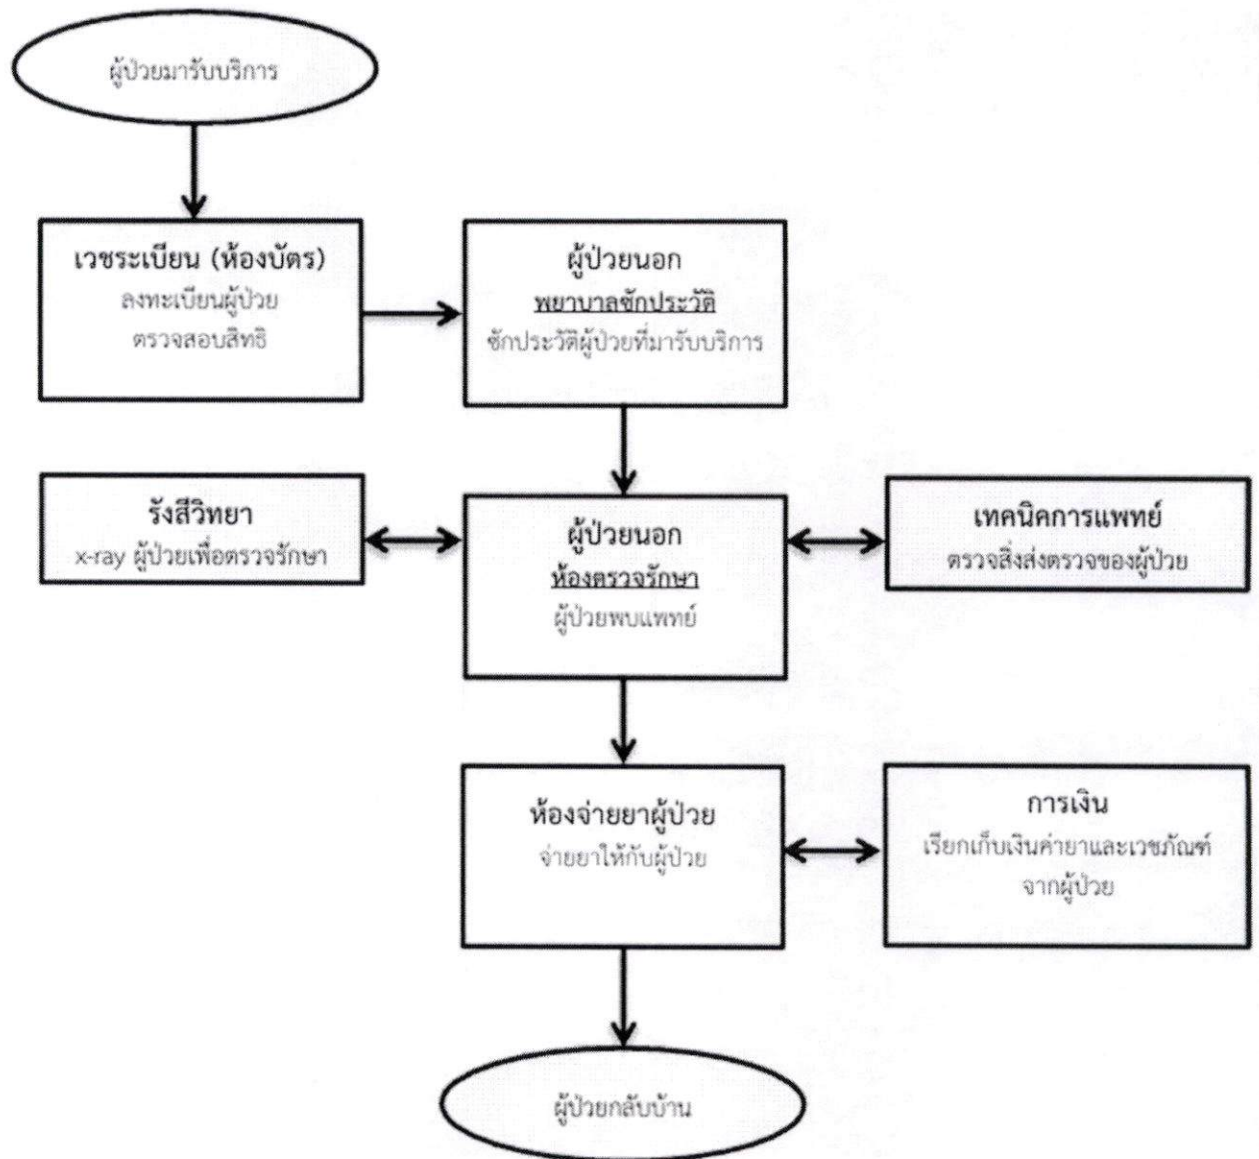 ผู้ป่วยมารับบริการ
เวชระเบียน (ห้องบัตร)
ลงทะเบียนผู้ป่วย
ตรวจสอบสิทธิ
ผู้ป่วยนอก
พยาบาลซักประวัติ
ซักประวัติผู้ป่วยที่มารับบริการ
รังสีวิทยา
x-ray ผู้ป่วยเพื่อตรวจรักษา
ผู้ป่วยนอก
ห้องตรวจรักษา
ผู้ป่วยพบแพทย์
เทคนิคการแพทย์
ตรวจสิ่งส่งตรวจของผู้ป่วย
ห้องจ่ายยาผู้ป่วย
จ่ายยาให้กับผู้ป่วย
การเงิน
เรียกเก็บเงินค่ายาและเวชภัณฑ์
จากผู้ป่วย
ผู้ป่วยกลับบ้าน